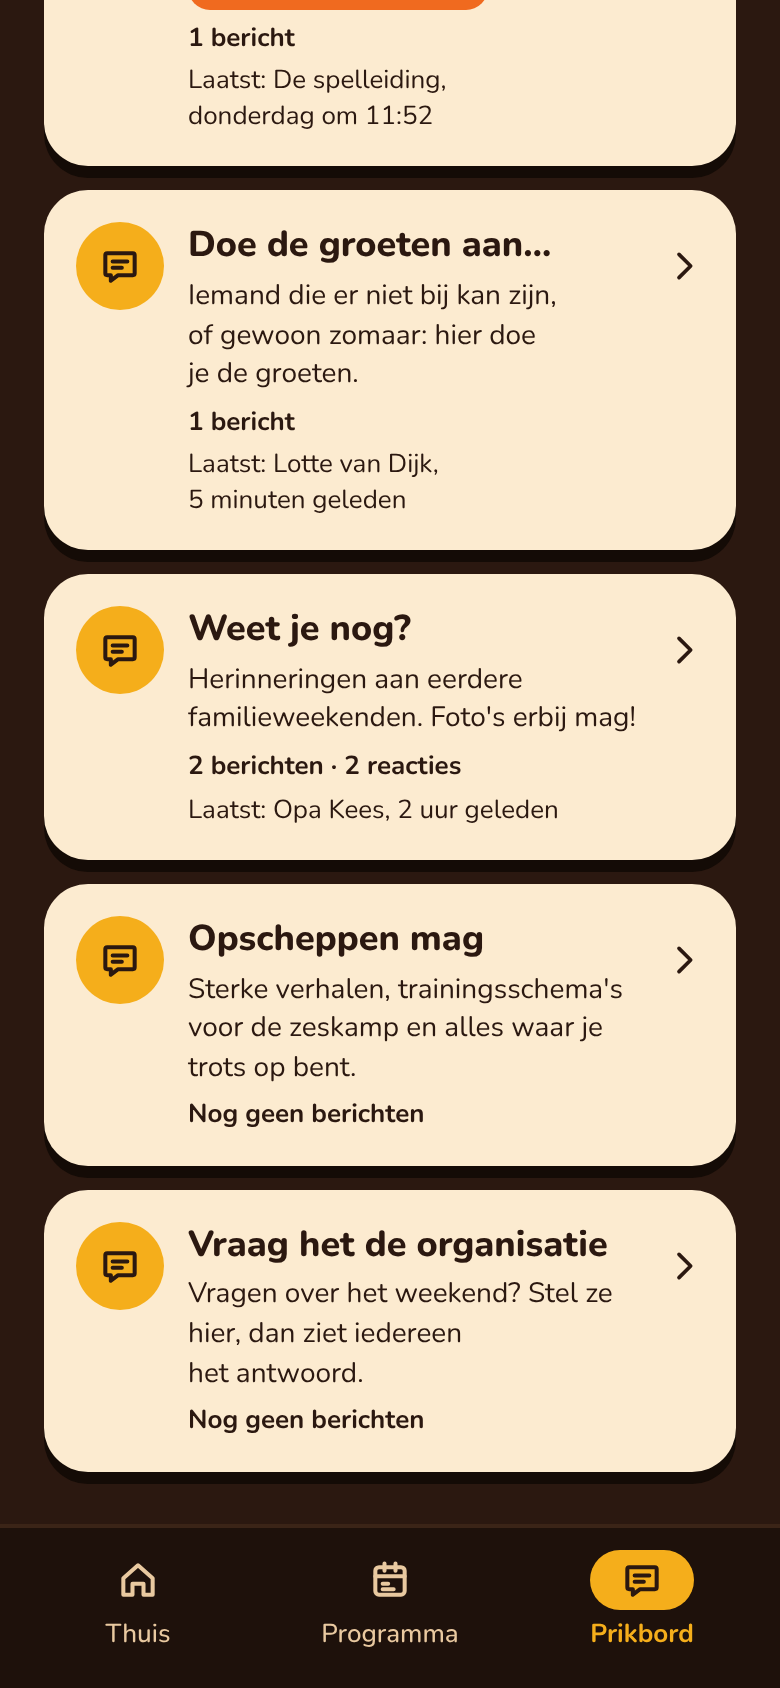 1 bericht
Laatst: De spelleiding,
donderdag om 11:52
Doe de groeten aan...
Iemand die er niet bij kan zijn,
of gewoon zomaar: hier doe
je de groeten.
1 bericht
Laatst: Lotte van Dijk,
5 minuten geleden
Weet je nog?
Herinneringen aan eerdere
familieweekenden. Foto's erbij mag!
2 berichten · 2 reacties
Laatst: Opa Kees, 2 uur geleden
Opscheppen mag
Sterke verhalen, trainingsschema's
voor de zeskamp en alles waar je
trots op bent.
Nog geen berichten
Vraag het de organisatie
Vragen over het weekend? Stel ze
hier, dan ziet iedereen
het antwoord.
Nog geen berichten
Thuis
Programma
Prikbord